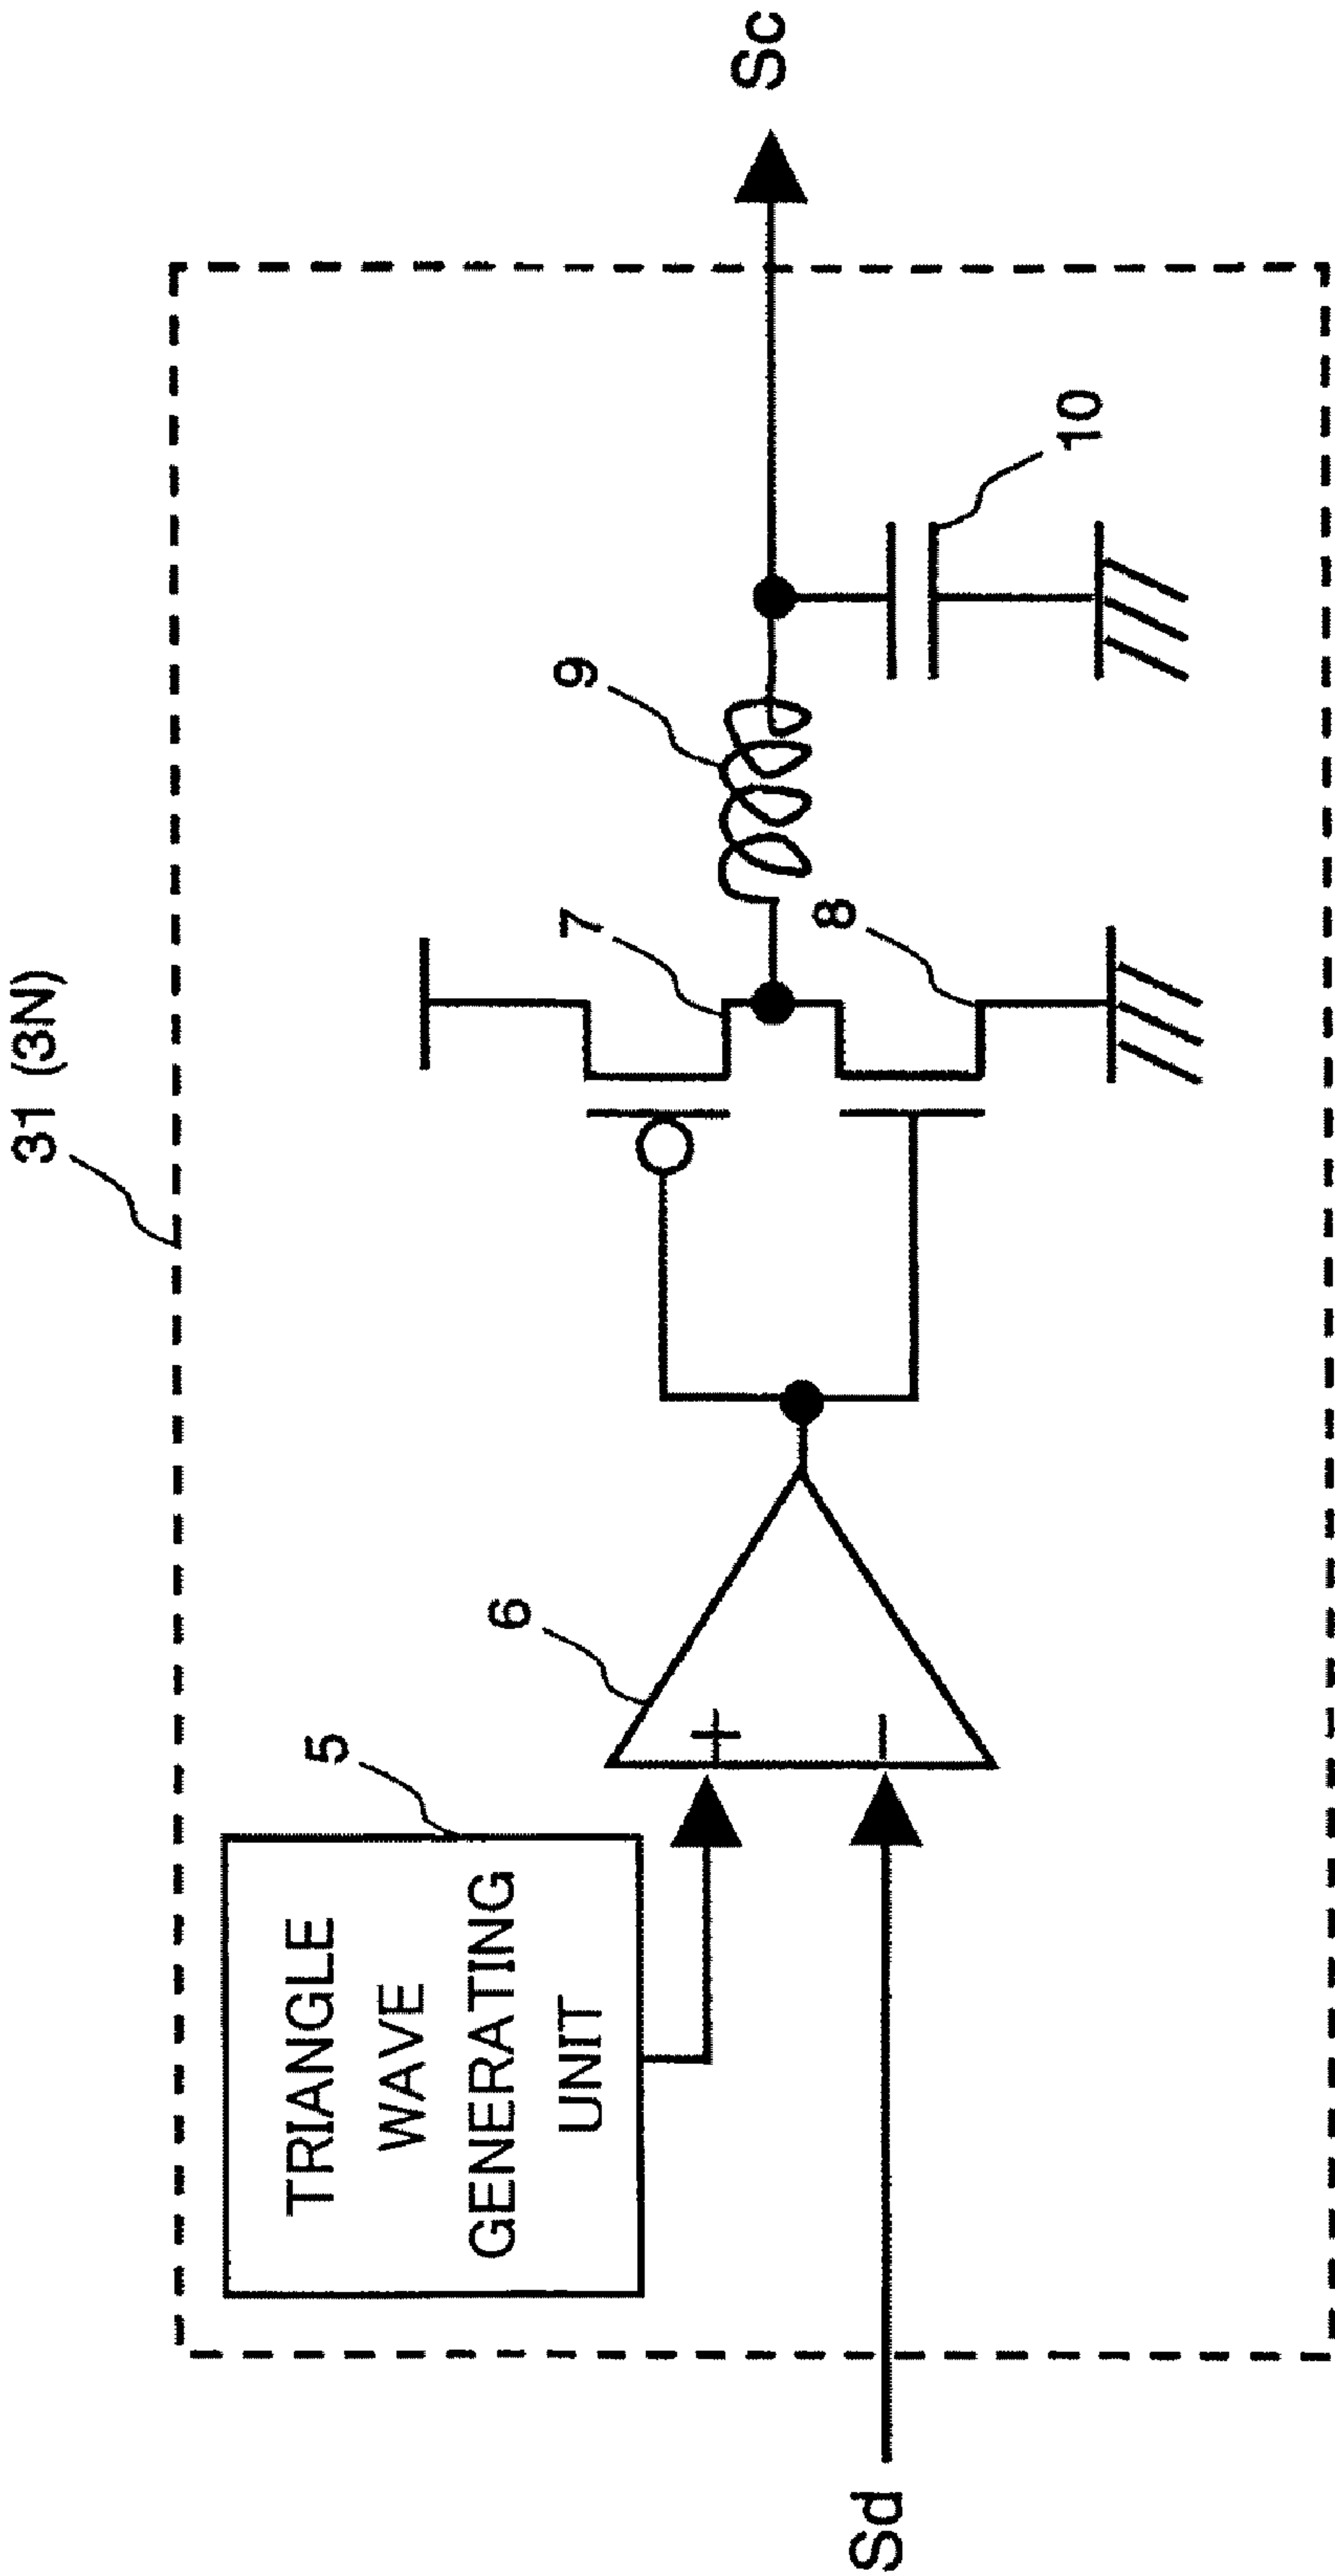 31 (3N)
5
TRIANGLE
WAVE
GENERATING
UNIT
6
+
−
7
8
9
10
Sd
Sc